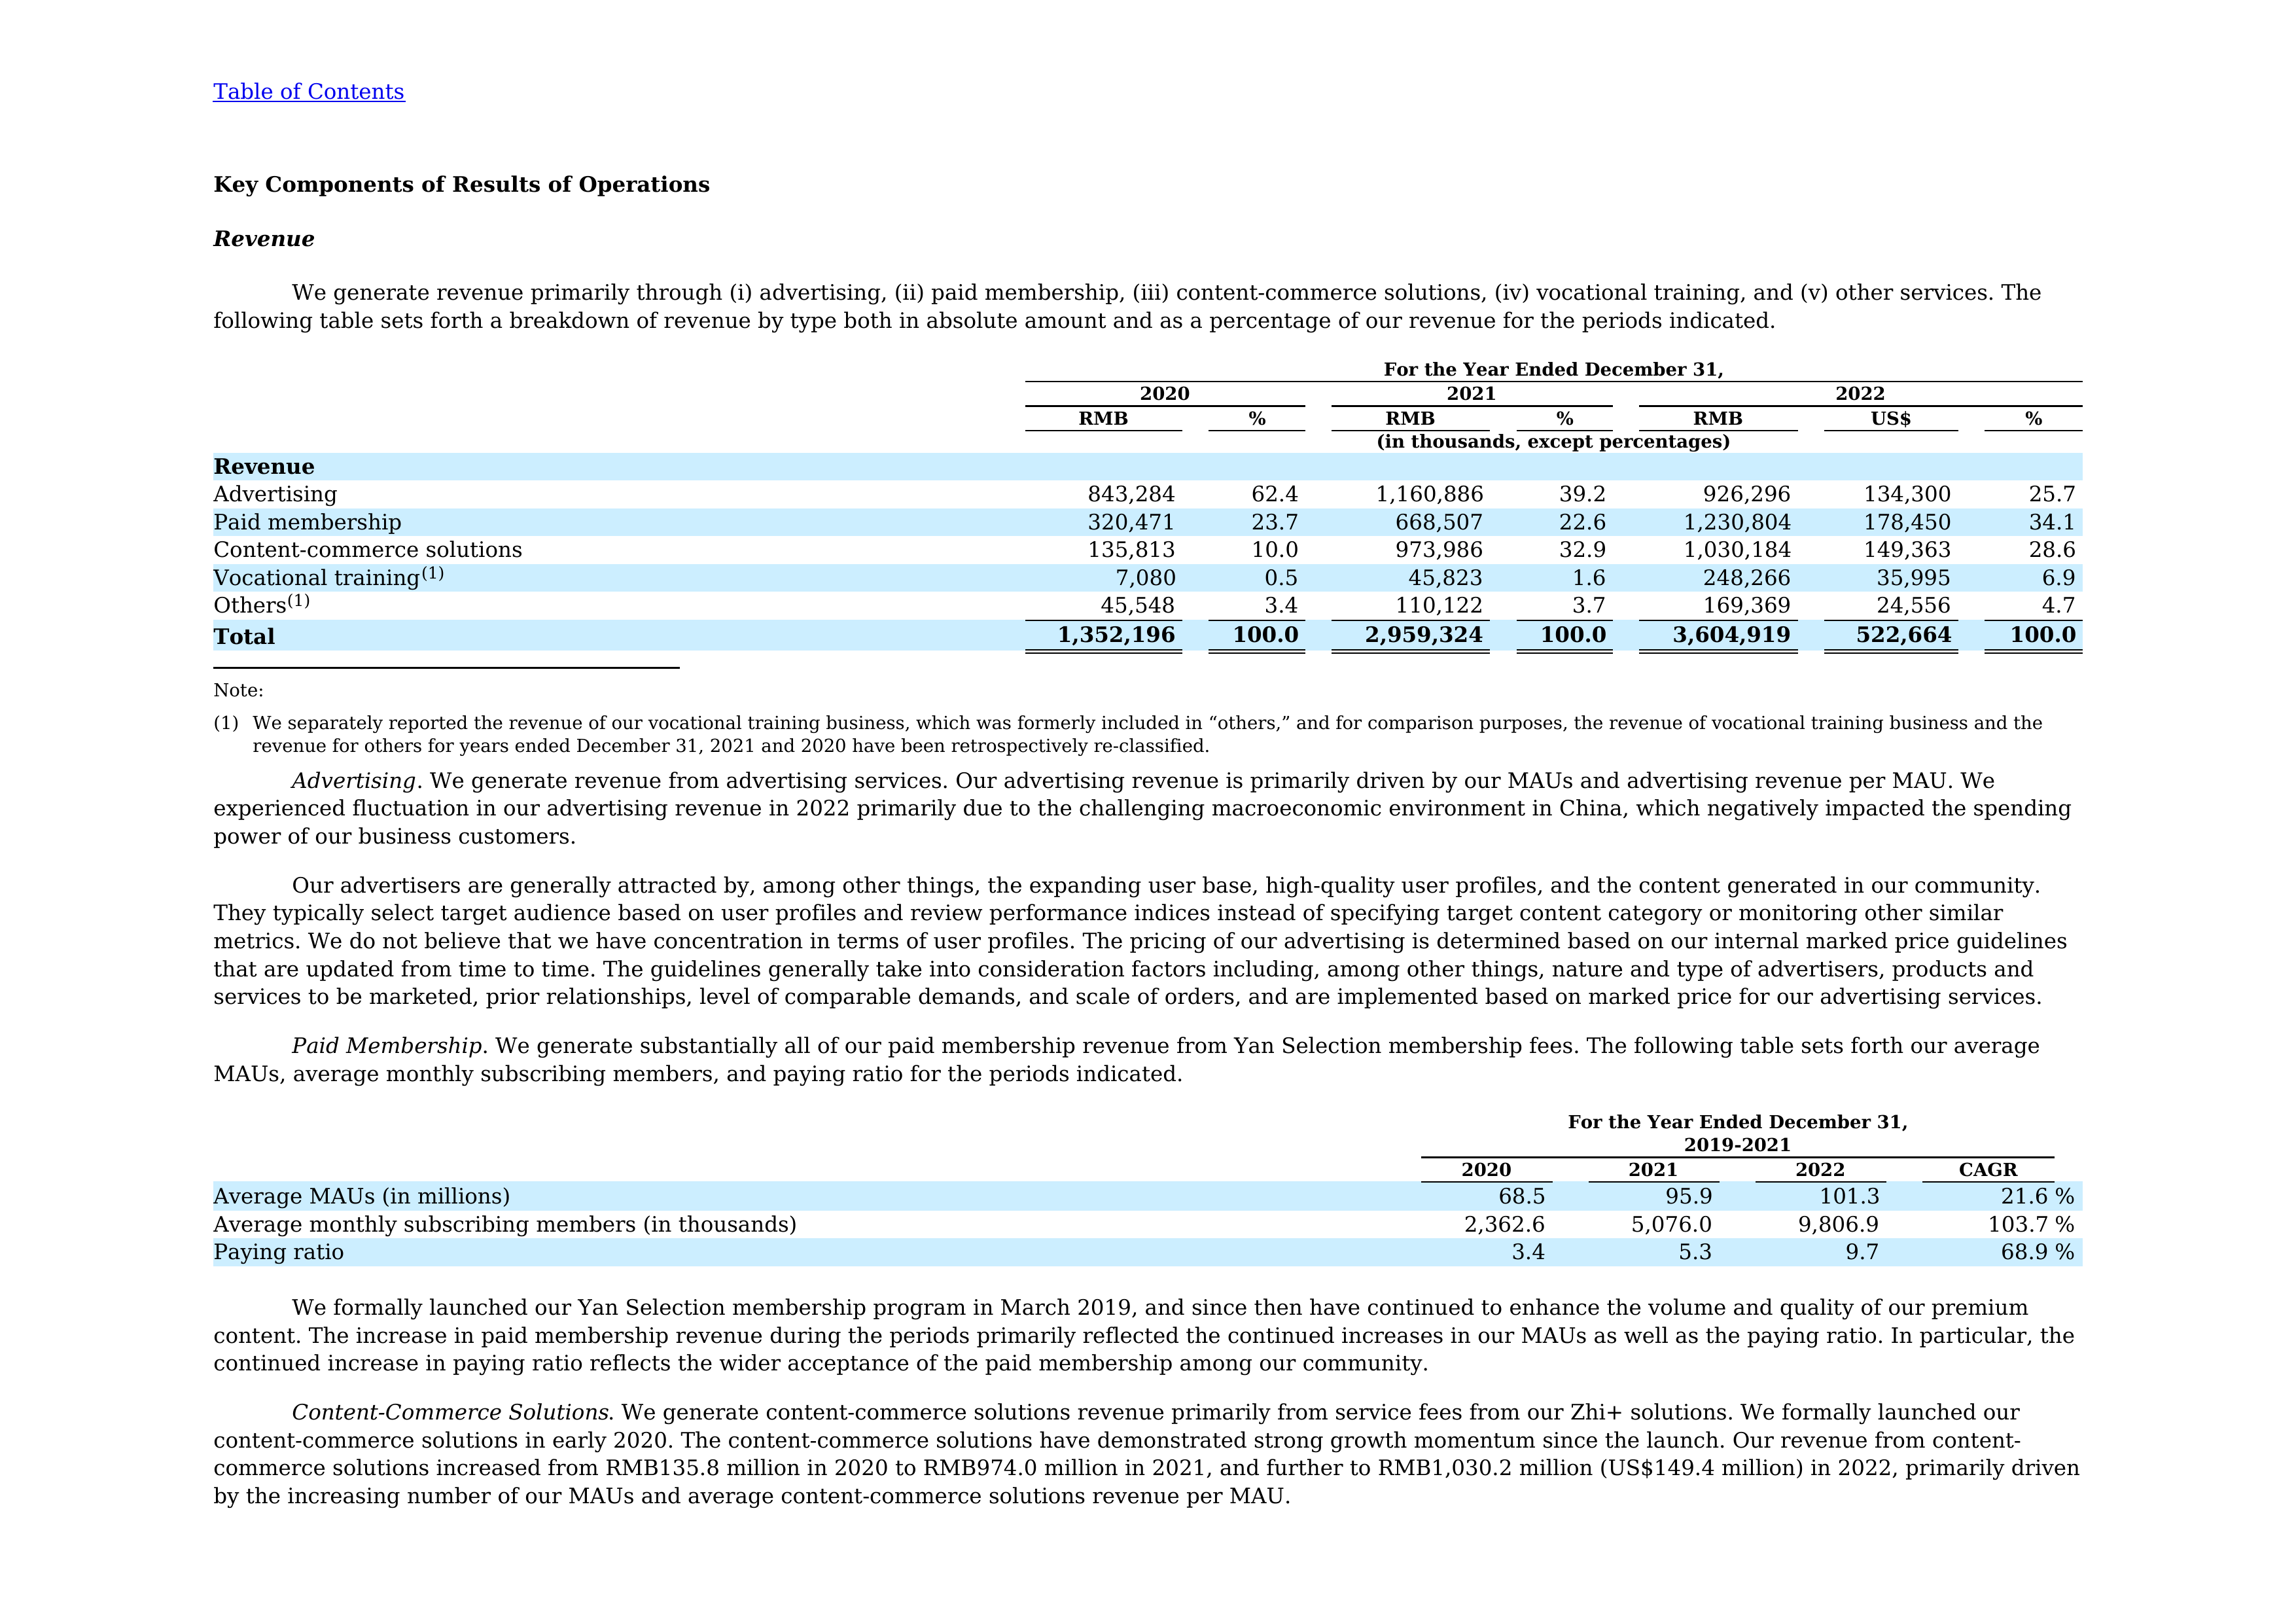 Table of Contents
Key Components of Results of Operations
Revenue
We generate revenue primarily through (i) advertising, (ii) paid membership, (iii) content-commerce solutions, (iv) vocational training, and (v) other services. The
following table sets forth a breakdown of revenue by type both in absolute amount and as a percentage of our revenue for the periods indicated.
For the Year Ended December 31,
2020 2021 2022
RMB % RMB % RMB US$ %
(in thousands, except percentages)
Revenue
Advertising 843,284 62.4 1,160,886 39.2 926,296 134,300 25.7
Paid membership 320,471 23.7 668,507 22.6 1,230,804 178,450 34.1
Content-commerce solutions 135,813 10.0 973,986 32.9 1,030,184 149,363 28.6
Vocational training(1) 7,080 0.5 45,823 1.6 248,266 35,995 6.9
Others(1) 45,548 3.4 110,122 3.7 169,369 24,556 4.7
Total 1,352,196 100.0 2,959,324 100.0 3,604,919 522,664 100.0
Note:
(1) We separately reported the revenue of our vocational training business, which was formerly included in “others,” and for comparison purposes, the revenue of vocational training business and the
revenue for others for years ended December 31, 2021 and 2020 have been retrospectively re-classified.
Advertising. We generate revenue from advertising services. Our advertising revenue is primarily driven by our MAUs and advertising revenue per MAU. We
experienced fluctuation in our advertising revenue in 2022 primarily due to the challenging macroeconomic environment in China, which negatively impacted the spending
power of our business customers.
Our advertisers are generally attracted by, among other things, the expanding user base, high-quality user profiles, and the content generated in our community.
They typically select target audience based on user profiles and review performance indices instead of specifying target content category or monitoring other similar
metrics. We do not believe that we have concentration in terms of user profiles. The pricing of our advertising is determined based on our internal marked price guidelines
that are updated from time to time. The guidelines generally take into consideration factors including, among other things, nature and type of advertisers, products and
services to be marketed, prior relationships, level of comparable demands, and scale of orders, and are implemented based on marked price for our advertising services.
Paid Membership. We generate substantially all of our paid membership revenue from Yan Selection membership fees. The following table sets forth our average
MAUs, average monthly subscribing members, and paying ratio for the periods indicated.
For the Year Ended December 31,
2019-2021
2020 2021 2022 CAGR
Average MAUs (in millions) 68.5 95.9 101.3 21.6 %
Average monthly subscribing members (in thousands) 2,362.6 5,076.0 9,806.9 103.7 %
Paying ratio 3.4 5.3 9.7 68.9 %
We formally launched our Yan Selection membership program in March 2019, and since then have continued to enhance the volume and quality of our premium
content. The increase in paid membership revenue during the periods primarily reflected the continued increases in our MAUs as well as the paying ratio. In particular, the
continued increase in paying ratio reflects the wider acceptance of the paid membership among our community.
Content-Commerce Solutions. We generate content-commerce solutions revenue primarily from service fees from our Zhi+ solutions. We formally launched our
content-commerce solutions in early 2020. The content-commerce solutions have demonstrated strong growth momentum since the launch. Our revenue from content-
commerce solutions increased from RMB135.8 million in 2020 to RMB974.0 million in 2021, and further to RMB1,030.2 million (US$149.4 million) in 2022, primarily driven
by the increasing number of our MAUs and average content-commerce solutions revenue per MAU.